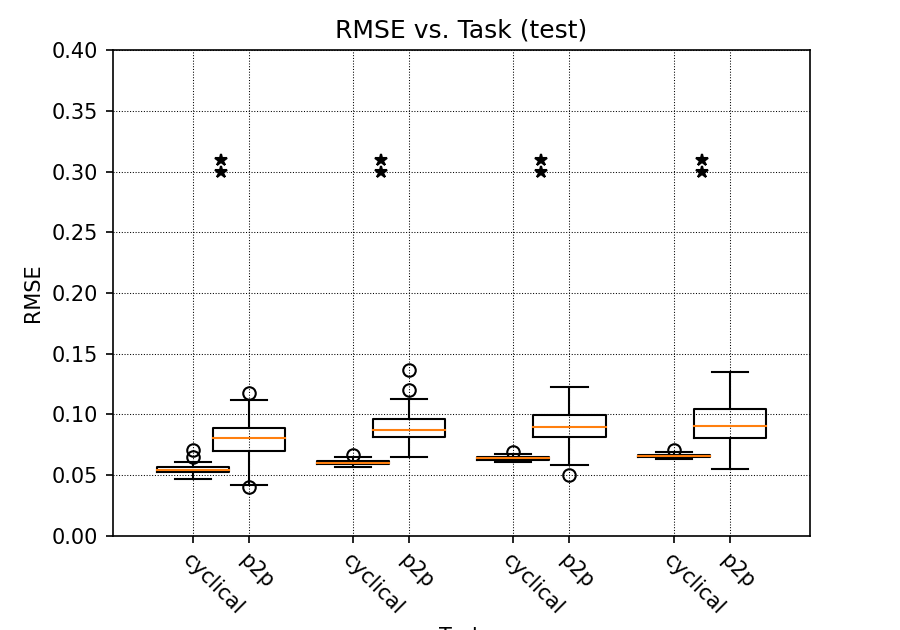 RMSE vs. Task (test)
0.40
0.35
0.30
0.25
0.20
0.15
0.10
0.05
0.00
RMSE
cyclical
p2p
cyclical
p2p
cyclical
p2p
cyclical
p2p